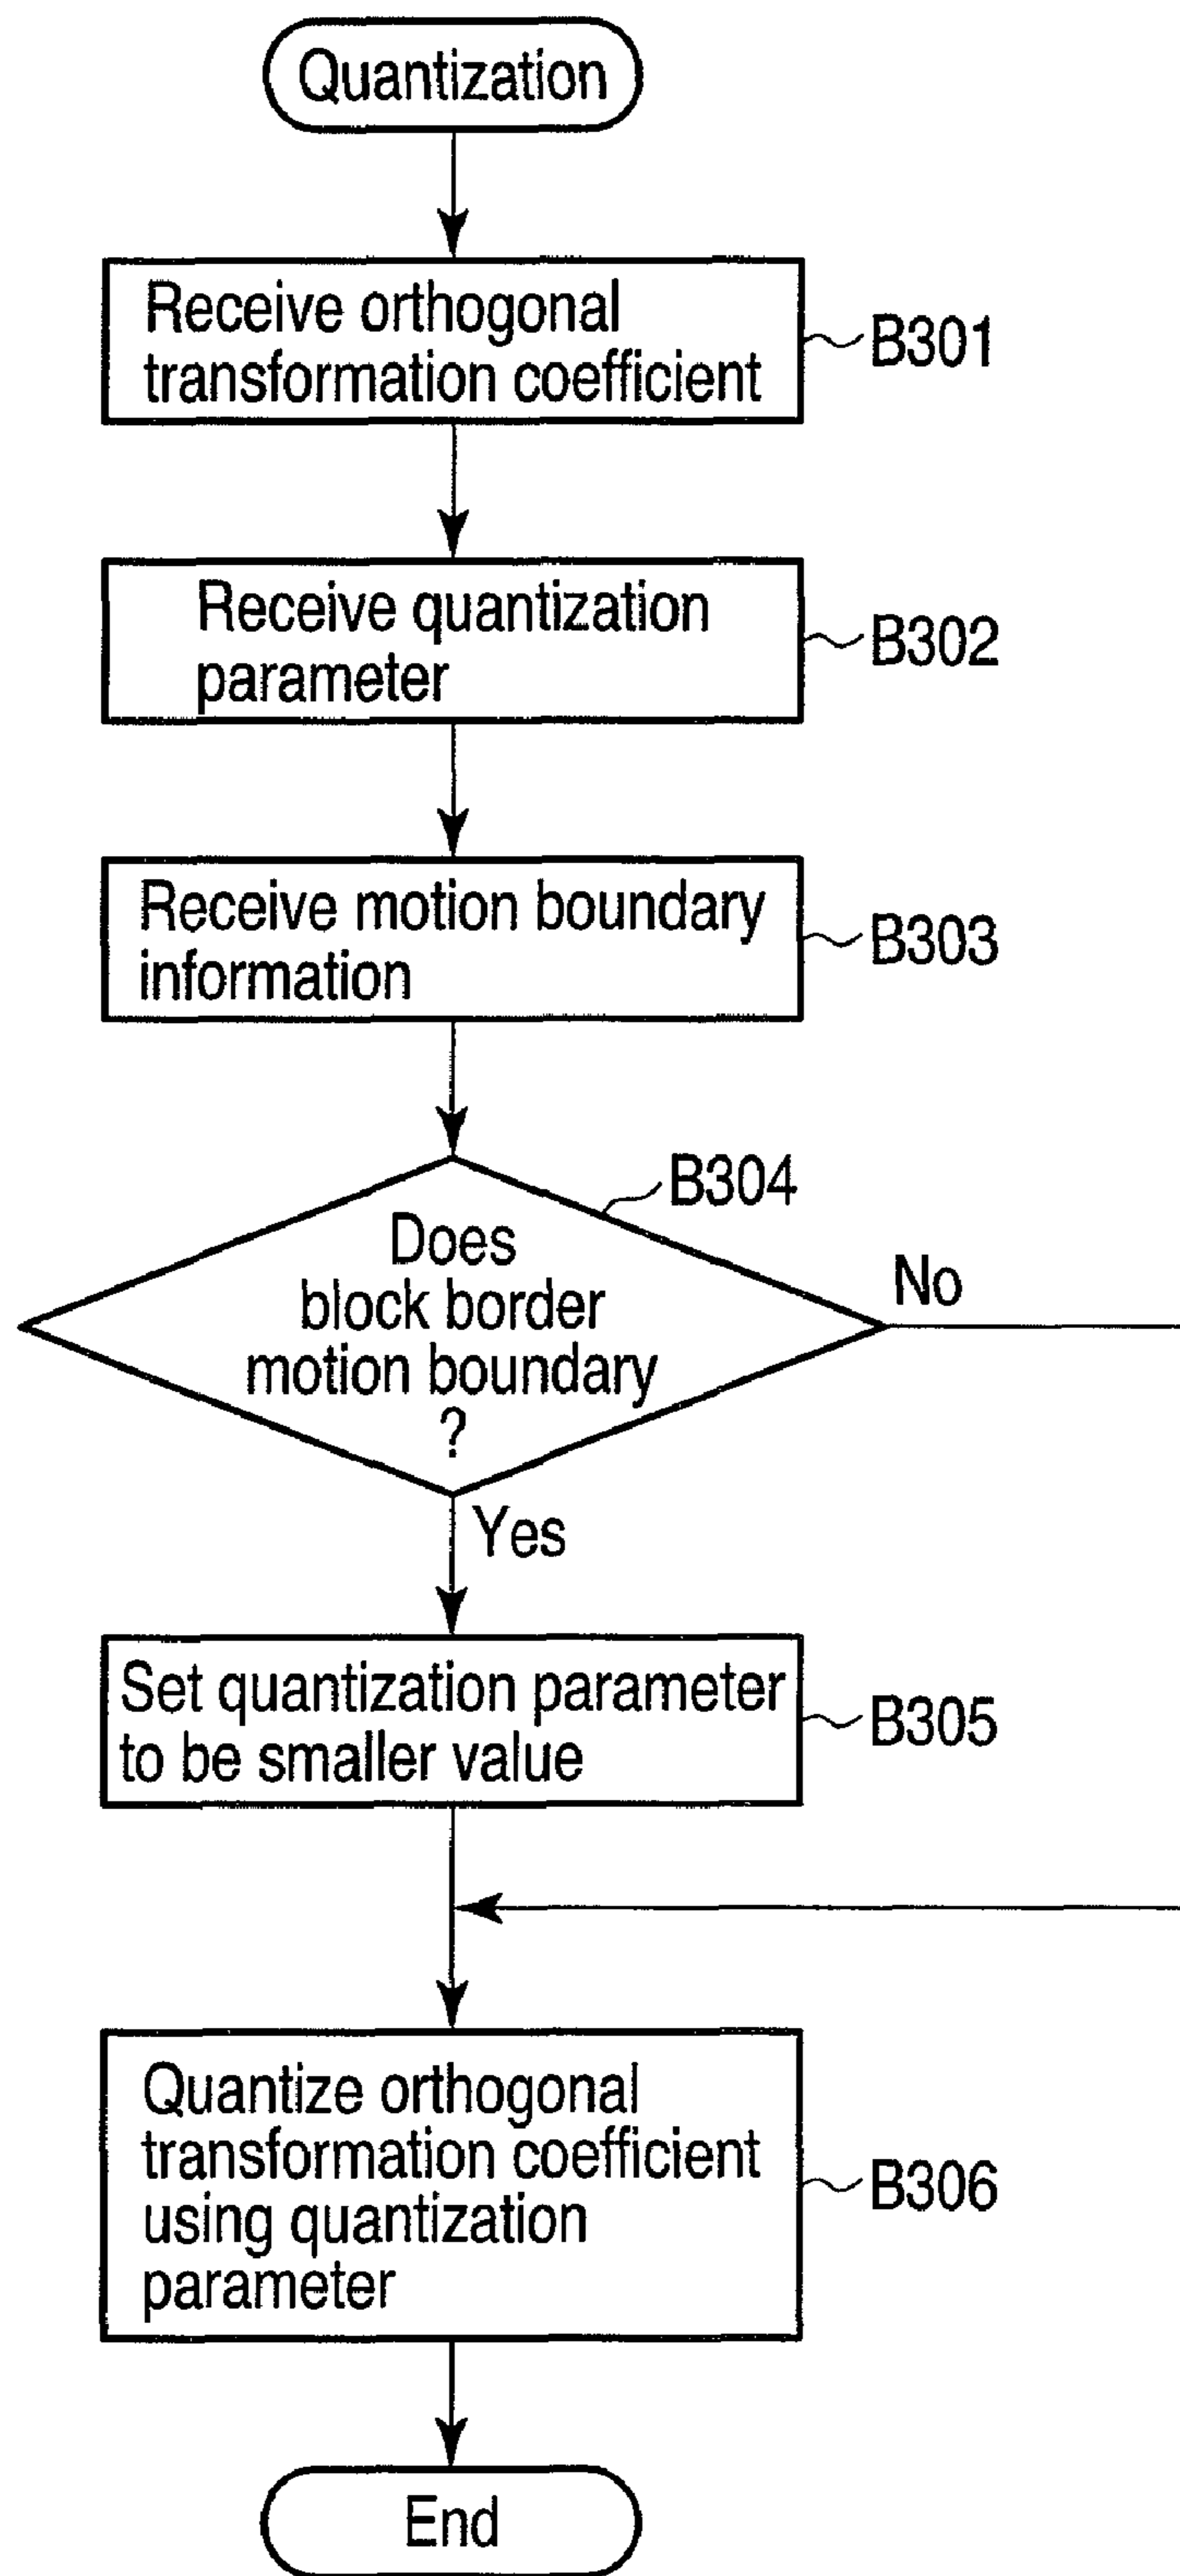 Quantization
Receive orthogonal
transformation coefficient
B301
Receive quantization
parameter
B302
Receive motion boundary
information
B303
B304
Does
block border
motion boundary
?
No
Yes
Set quantization parameter
to be smaller value
B305
Quantize orthogonal
transformation coefficient
using quantization
parameter
B306
End